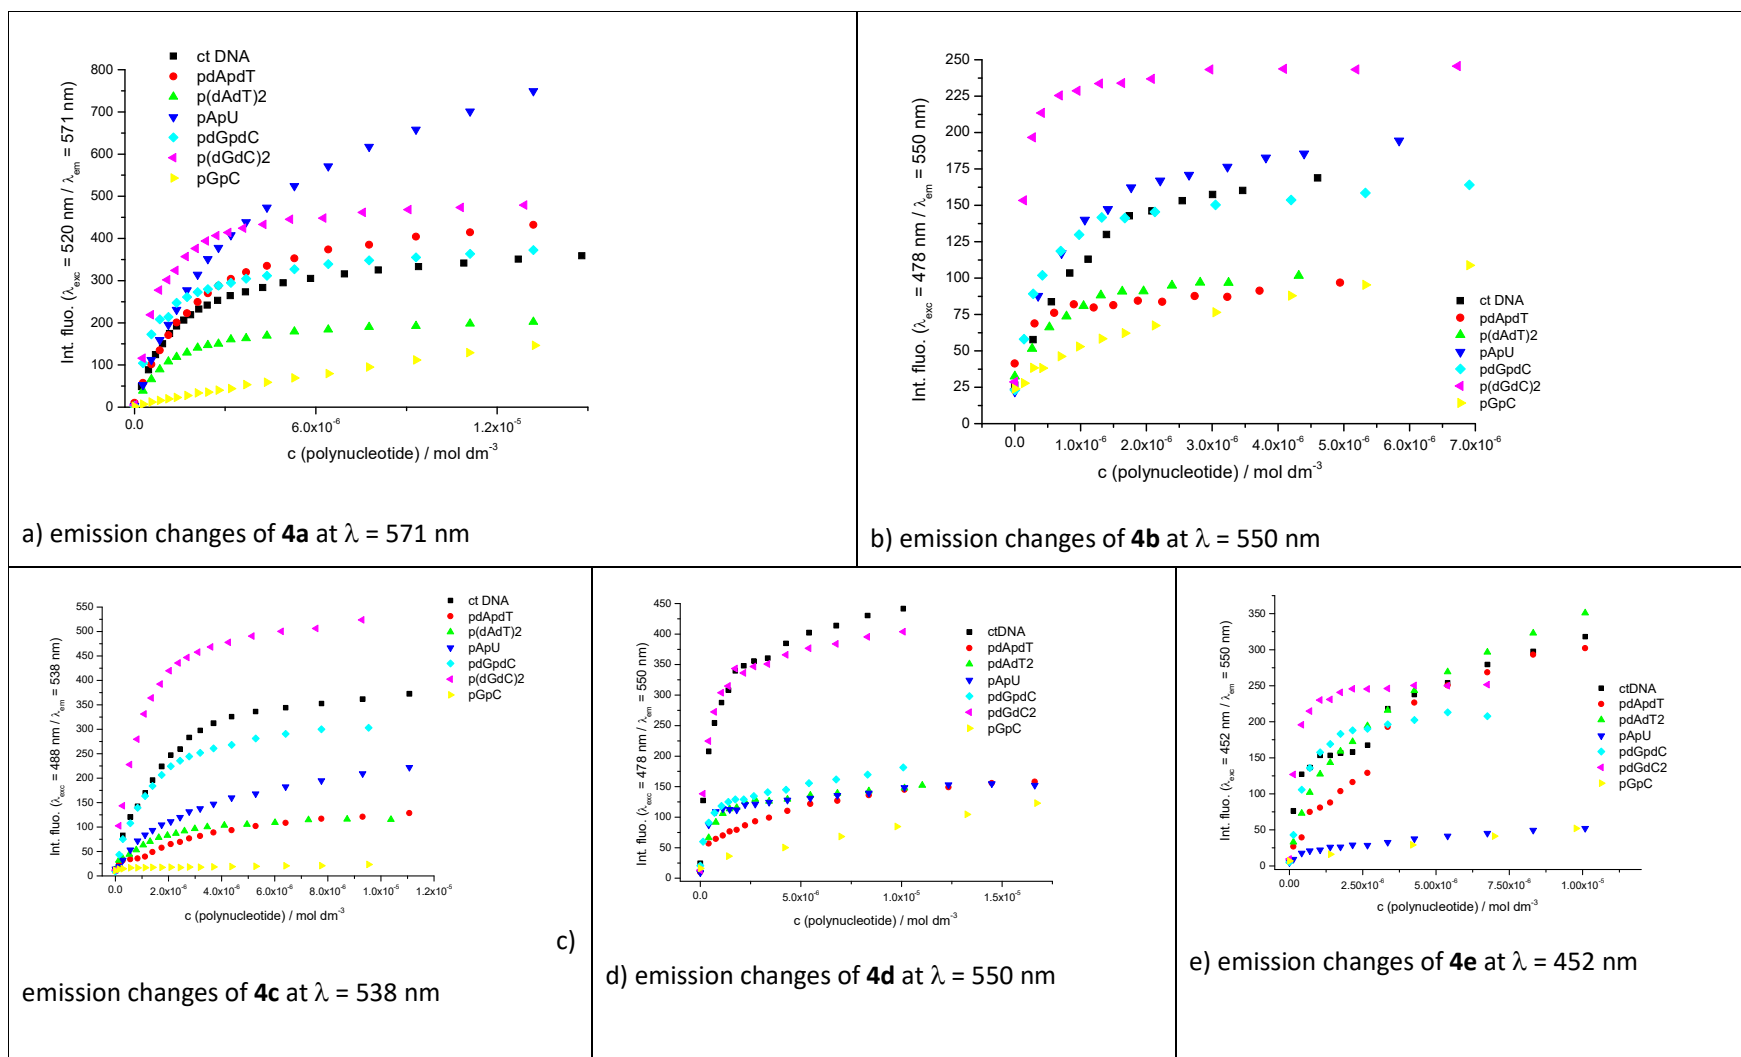 ct DNA
pdApdT
p(dAdT)2
pApU
pdGpdC
p(dGdC)2
pGpC
800
700
600
500
400
300
200
100
0
0.0 6.0x10⁻⁶ 1.2x10⁻⁵
Int. fluo. (λexc = 520 nm / λem = 571 nm)
c (polynucleotide) / mol dm⁻³
a) emission changes of 4a at λ = 571 nm
250
225
200
175
150
125
100
75
50
25
0
0.0 1.0x10⁻⁶ 2.0x10⁻⁶ 3.0x10⁻⁶ 4.0x10⁻⁶ 5.0x10⁻⁶ 6.0x10⁻⁶ 7.0x10⁻⁶
Int. fluo. (λexc = 478 nm / λem = 550 nm)
c (polynucleotide) / mol dm⁻³
ct DNA
pdApdT
p(dAdT)2
pApU
pdGpdC
p(dGdC)2
pGpC
b) emission changes of 4b at λ = 550 nm
550
500
450
400
350
300
250
200
150
100
50
0
0.0 2.0x10⁻⁶ 4.0x10⁻⁶ 6.0x10⁻⁶ 8.0x10⁻⁶ 1.0x10⁻⁵ 1.2x10⁻⁵
Int. fluo. (λexc = 488 nm / λem = 538 nm)
c (polynucleotide) / mol dm⁻³
ct DNA
pdApdT
p(dAdT)2
pApU
pdGpdC
p(dGdC)2
pGpC
c)
emission changes of 4c at λ = 538 nm
450
400
350
300
250
200
150
100
50
0
0.0 5.0x10⁻⁶ 1.0x10⁻⁵ 1.5x10⁻⁵
Int. fluo. (λexc = 478 nm / λem = 550 nm)
c (polynucleotide) / mol dm⁻³
ctDNA
pdApdT
pdAdT2
pApU
pdGpdC
pdGdC2
pGpC
d) emission changes of 4d at λ = 550 nm
350
300
250
200
150
100
50
0
0.00 2.50x10⁻⁶ 5.00x10⁻⁶ 7.50x10⁻⁶ 1.00x10⁻⁵
Int. fluo. (λexc = 452 nm / λem = 550 nm)
c (polynucleotide) / mol dm⁻³
ctDNA
pdApdT
pdAdT2
pApU
pdGpdC
pdGdC2
pGpC
e) emission changes of 4e at λ = 452 nm